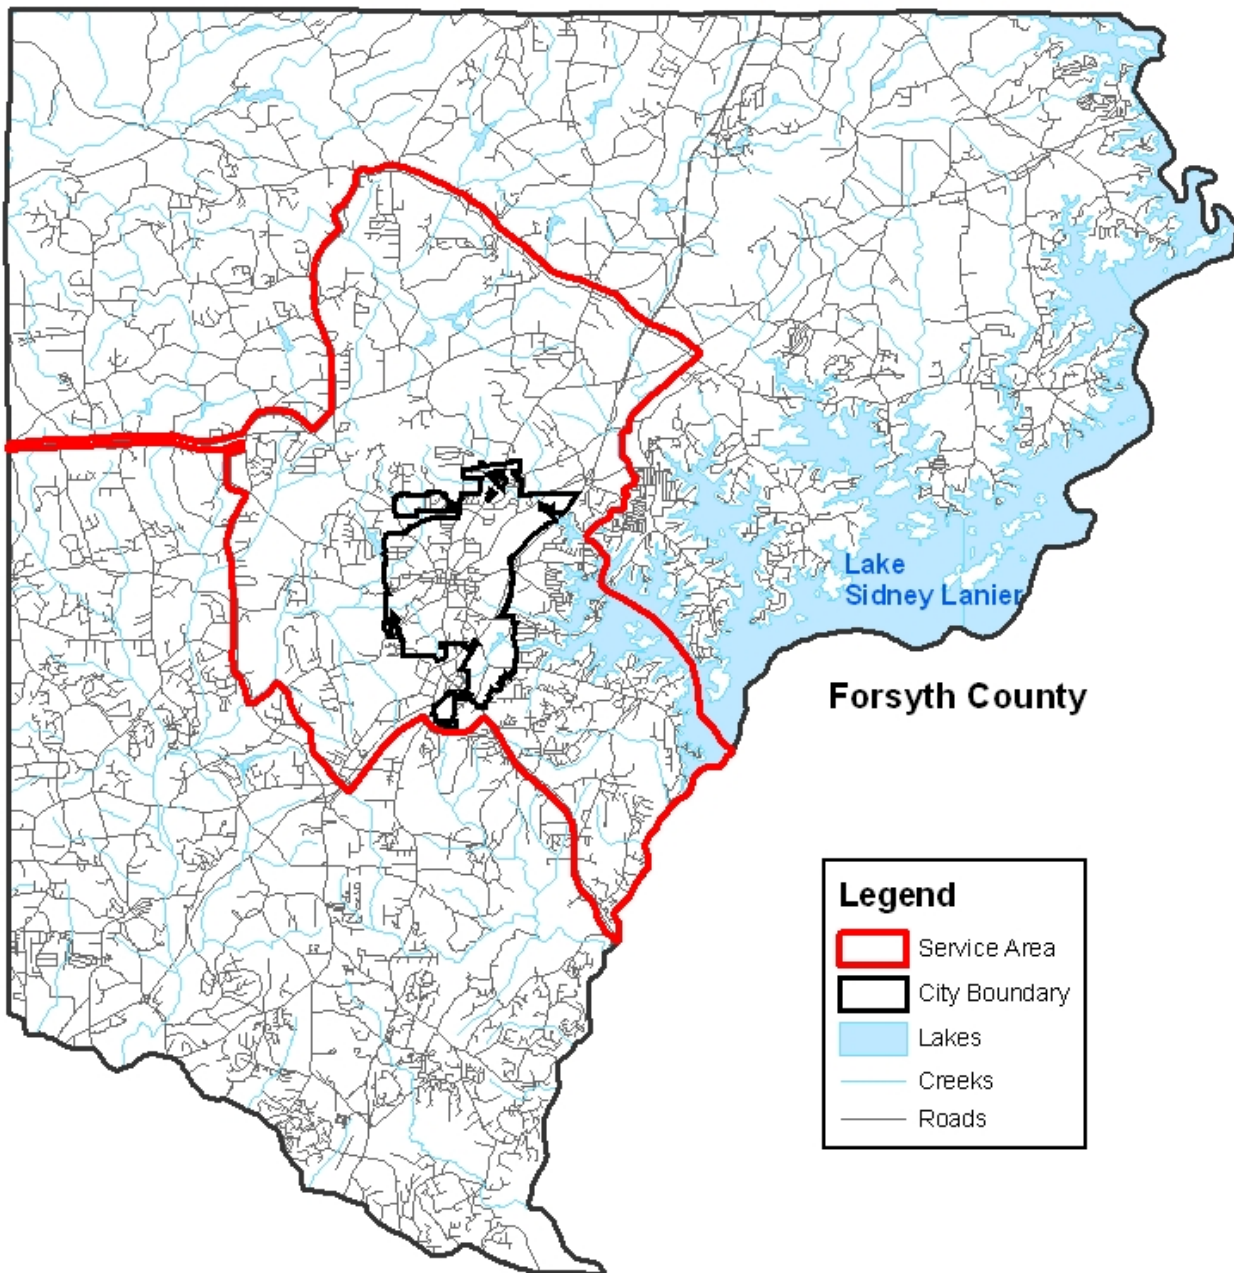 Lake
Sidney Lanier
Forsyth County
Legend
Service Area
City Boundary
Lakes
Creeks
Roads